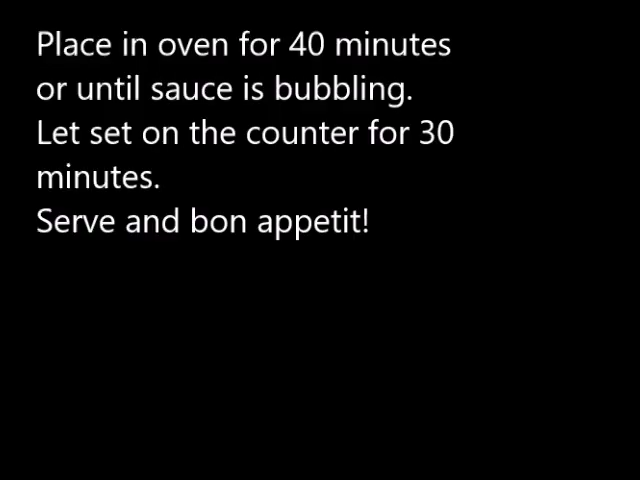 Place in oven for 40 minutes
or until sauce is bubbling.
Let set on the counter for 30
minutes.
Serve and bon appetit!